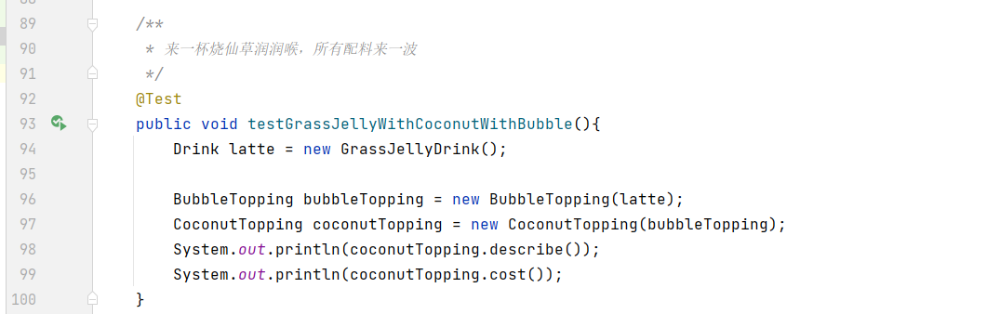 89 /**
90 * 来一杯烧仙草润润喉，所有配料来一波
91 */
92 @Test
93 public void testGrassJellyWithCoconutWithBubble(){
94 Drink latte = new GrassJellyDrink();
95
96 BubbleTopping bubbleTopping = new BubbleTopping(latte);
97 CoconutTopping coconutTopping = new CoconutTopping(bubbleTopping);
98 System.out.println(coconutTopping.describe());
99 System.out.println(coconutTopping.cost());
100 }